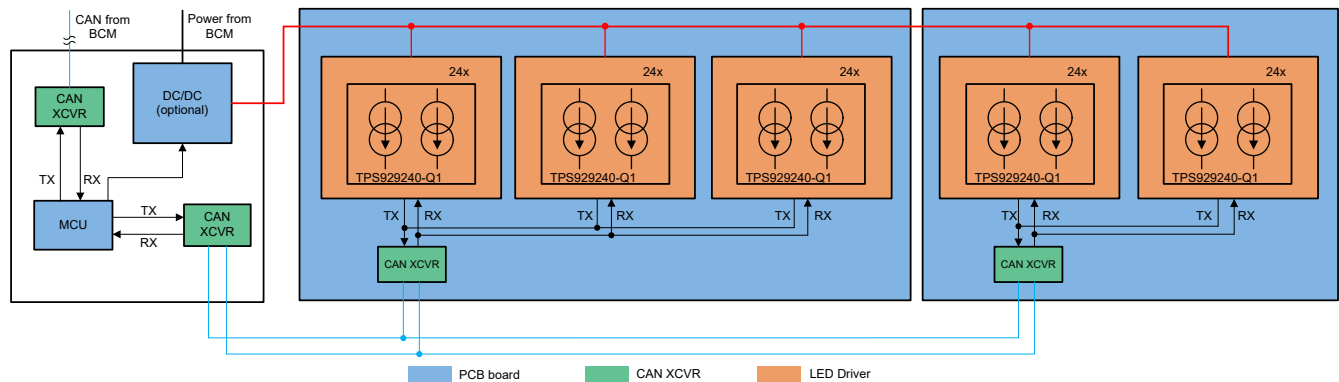 CAN from
BCM
Power from
BCM
CAN
XCVR
DC/DC
(optional)
TX
RX
MCU
TX
RX
CAN
XCVR
24x
TPS929240-Q1
24x
TPS929240-Q1
24x
TPS929240-Q1
TX
RX
TX
RX
TX
RX
CAN XCVR
24x
TPS929240-Q1
24x
TPS929240-Q1
TX
RX
TX
RX
CAN XCVR
PCB board
CAN XCVR
LED Driver